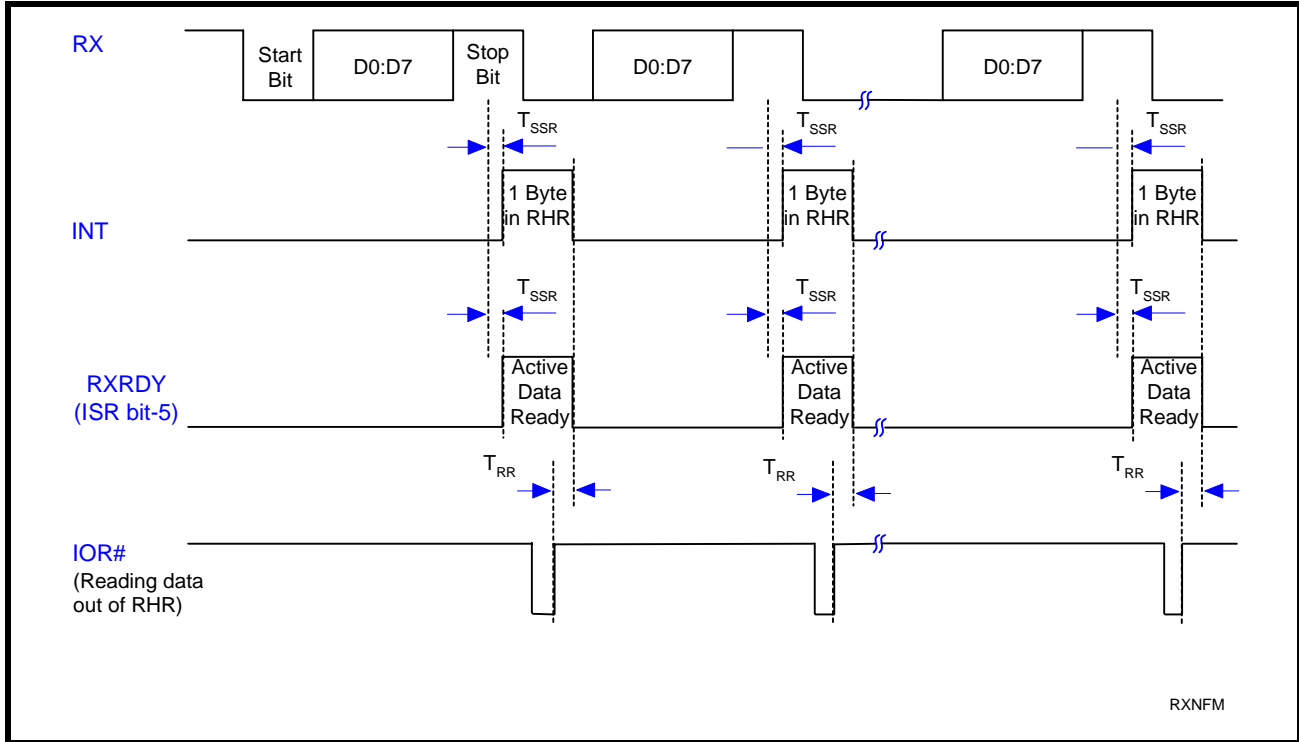 RX
Start
Bit
D0:D7
Stop
Bit
D0:D7
D0:D7
TSSR
TSSR
TSSR
INT
1 Byte
in RHR
1 Byte
in RHR
1 Byte
in RHR
TSSR
TSSR
TSSR
RXRDY
(ISR bit-5)
Active
Data
Ready
Active
Data
Ready
Active
Data
Ready
TRR
TRR
TRR
IOR#
(Reading data
out of RHR)
RXNFM